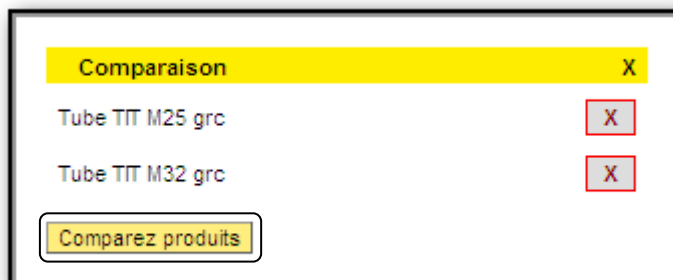 Comparaison X
Tube TIT M25 grc X
Tube TIT M32 grc X
Comparez produits